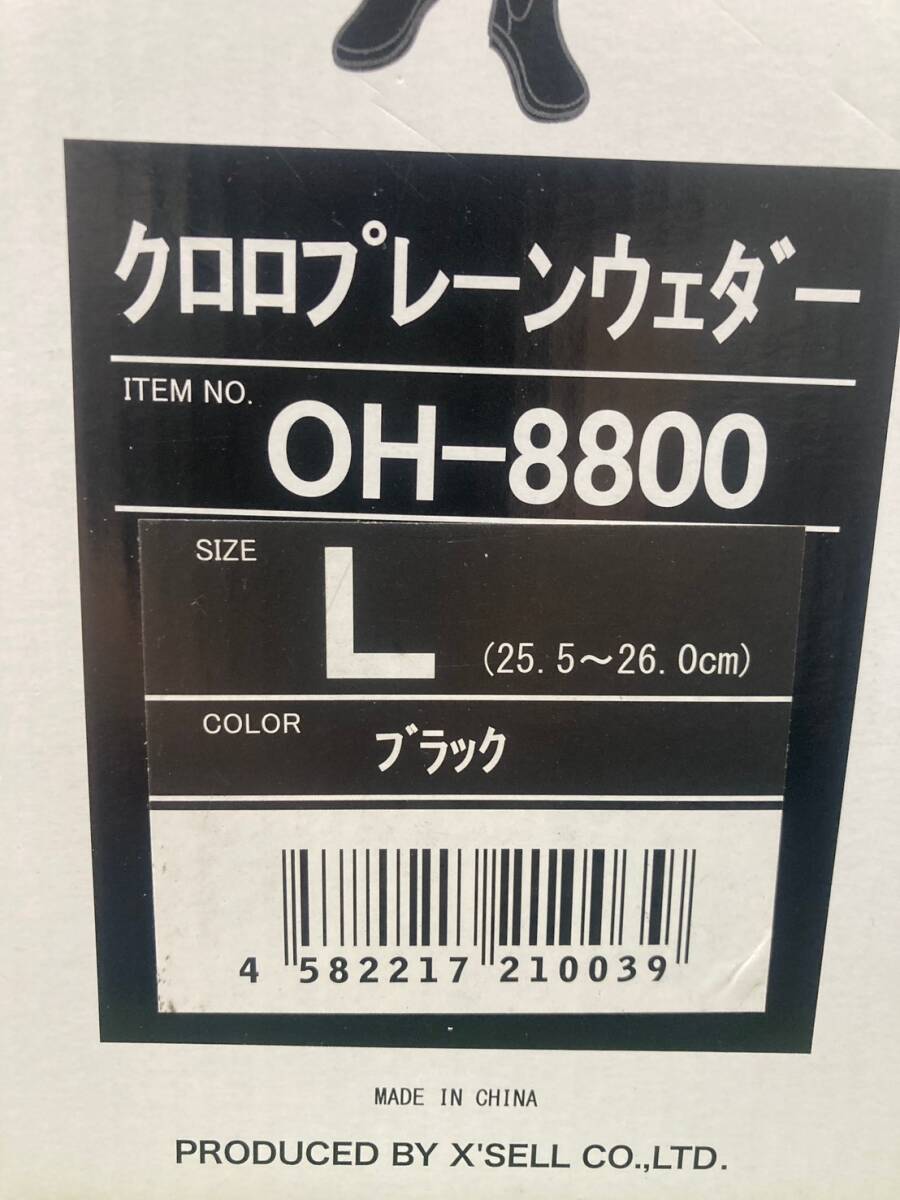 クロロプレーンウェダー
ITEM NO.
OH-8800
SIZE
L (25.5～26.0cm)
COLOR
ブラック
4 582217 210039
MADE IN CHINA
PRODUCED BY X'SELL CO.,LTD.